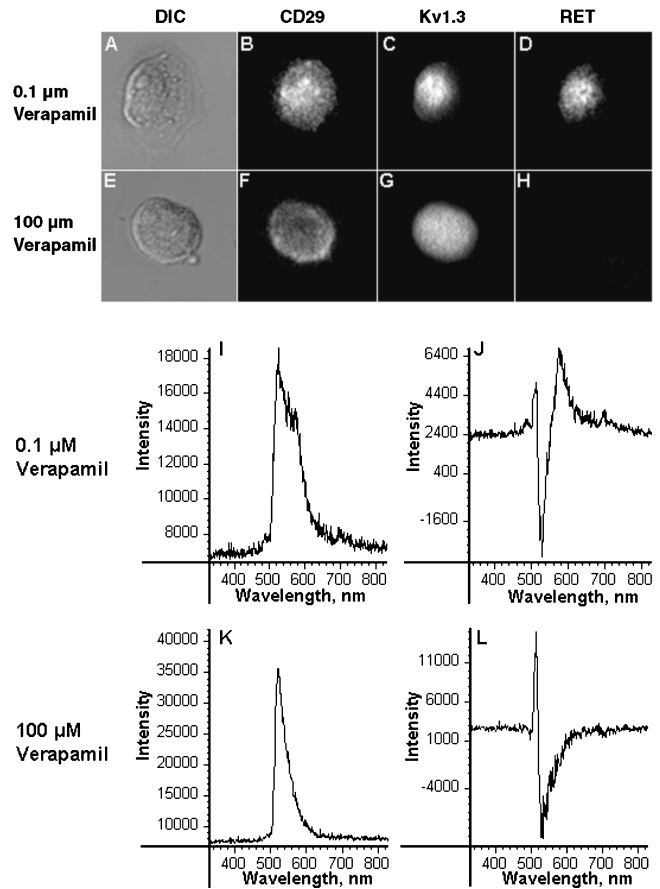 DIC CD29 Kv1.3 RET
A B C D
0.1 µm
Verapamil
E F G H
100 µm
Verapamil
I J
18000
16000
14000
12000
10000
8000
Intensity
400 500 600 700 800
Wavelength, nm
6400
4400
2400
400
-1600
Intensity
400 500 600 700 800
Wavelength, nm
0.1 µM
Verapamil
K L
40000
35000
30000
25000
20000
15000
10000
Intensity
400 500 600 700 800
Wavelength, nm
11000
6000
1000
-4000
Intensity
400 500 600 700 800
Wavelength, nm
100 µM
Verapamil